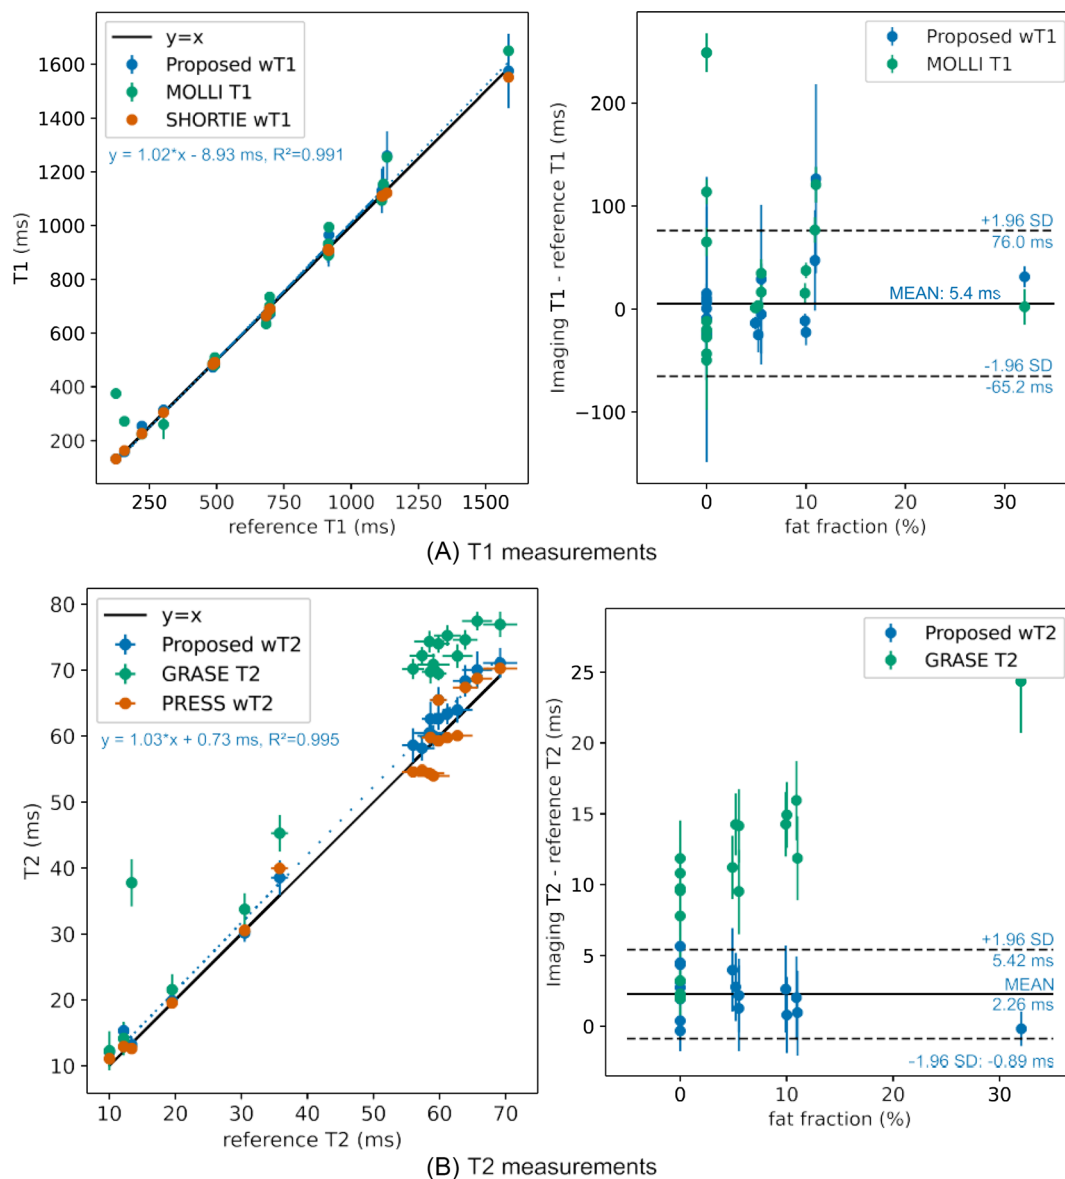 y=x
Proposed wT1
MOLLI T1
SHORTIE wT1
y = 1.02*x - 8.93 ms, R²=0.991
T1 (ms)
1600
1400
1200
1000
800
600
400
200
250
500
750
1000
1250
1500
reference T1 (ms)
Proposed wT1
MOLLI T1
Imaging T1 - reference T1 (ms)
200
100
0
−100
+1.96 SD
76.0 ms
MEAN: 5.4 ms
-1.96 SD
-65.2 ms
0
10
20
30
fat fraction (%)
(A) T1 measurements
y=x
Proposed wT2
GRASE T2
PRESS wT2
y = 1.03*x + 0.73 ms, R²=0.995
T2 (ms)
80
70
60
50
40
30
20
10
10
20
30
40
50
60
70
reference T2 (ms)
Proposed wT2
GRASE T2
Imaging T2 - reference T2 (ms)
25
20
15
10
5
0
+1.96 SD
5.42 ms
MEAN
2.26 ms
-1.96 SD: -0.89 ms
0
10
20
30
fat fraction (%)
(B) T2 measurements